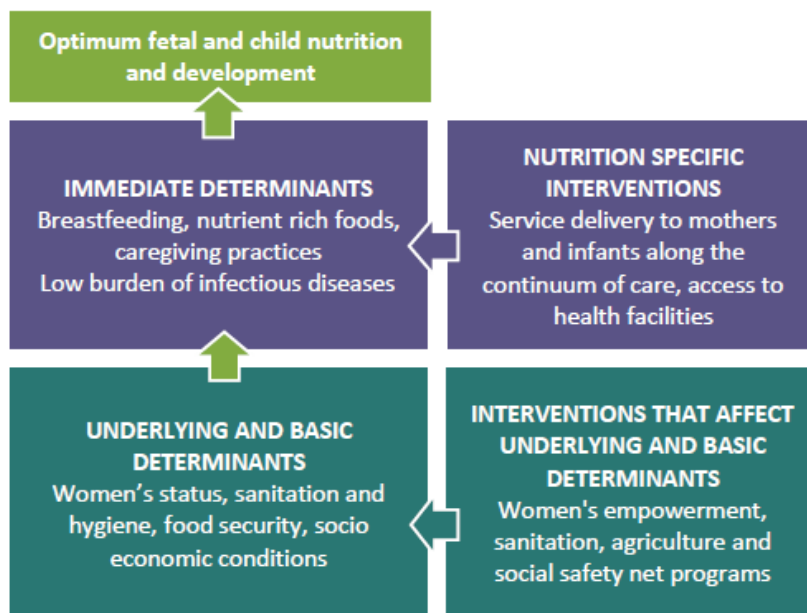 Optimum fetal and child nutrition
and development
IMMEDIATE DETERMINANTS
Breastfeeding, nutrient rich foods,
caregiving practices
Low burden of infectious diseases
NUTRITION SPECIFIC
INTERVENTIONS
Service delivery to mothers
and infants along the
continuum of care, access to
health facilities
UNDERLYING AND BASIC
DETERMINANTS
Women’s status, sanitation and
hygiene, food security, socio
economic conditions
INTERVENTIONS THAT AFFECT
UNDERLYING AND BASIC
DETERMINANTS
Women's empowerment,
sanitation, agriculture and
social safety net programs